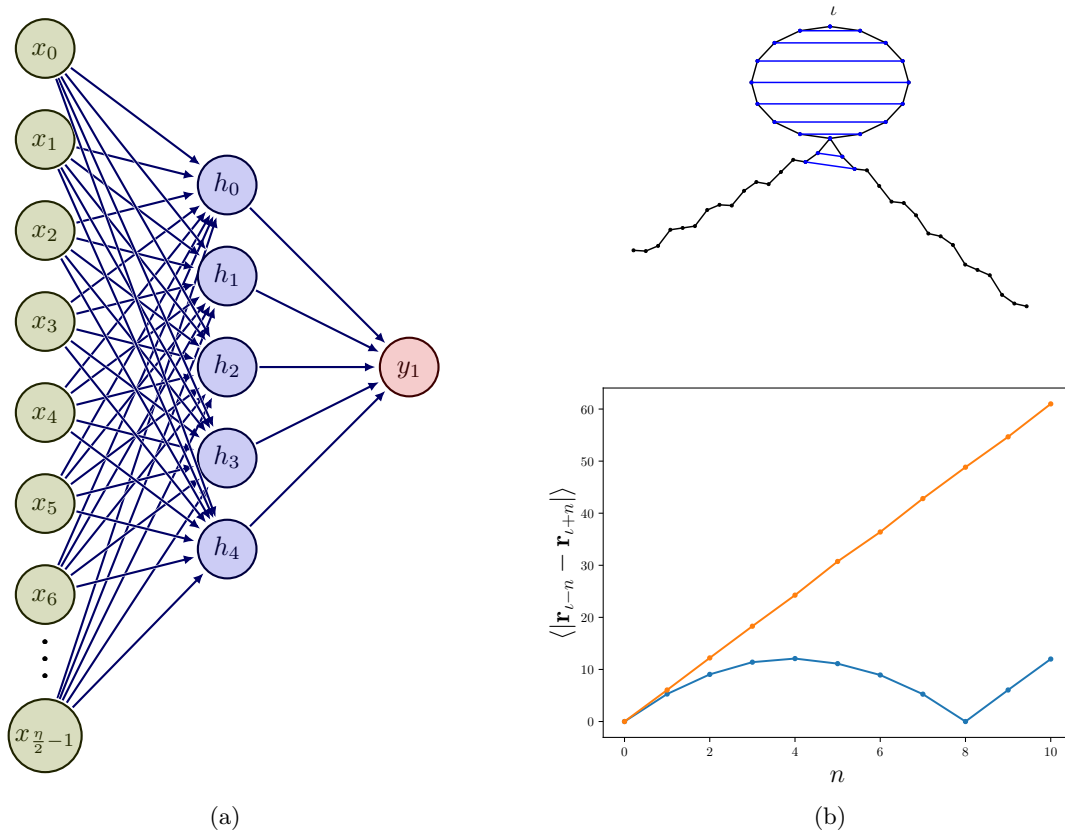 x₀
x₁
x₂
x₃
x₄
x₅
x₆
x_{\frac{η}{2}−1}
h₀
h₁
h₂
h₃
h₄
y₁
(a)
ι
60
50
40
30
20
10
0
⟨|𝐫_{ι−n} − 𝐫_{ι+n}|⟩
0 2 4 6 8 10
n
(b)